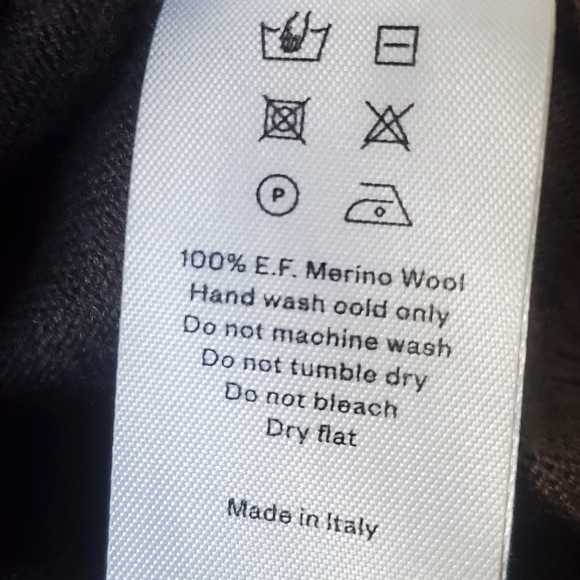 P
100% E.F. Merino Wool
Hand wash cold only
Do not machine wash
Do not tumble dry
Do not bleach
Dry flat
Made in Italy